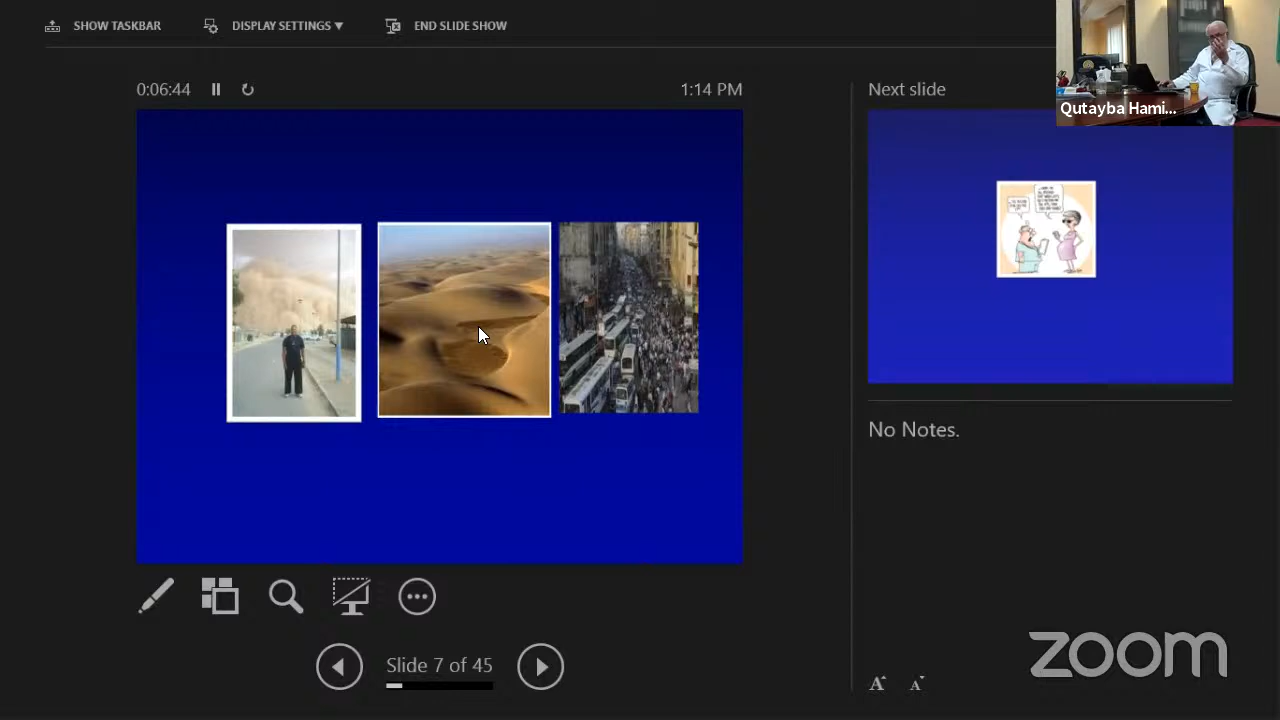 SHOW TASKBAR
DISPLAY SETTINGS ▼
END SLIDE SHOW
0:06:44
1:14 PM
Next slide
Qutayba Hami...
No Notes.
Slide 7 of 45
A A
zoom